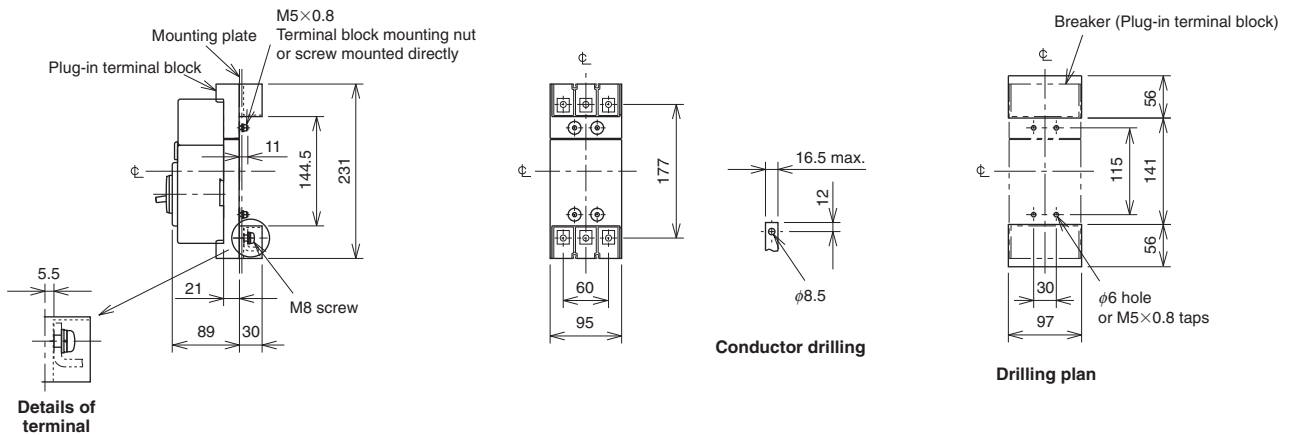 M5×0.8
Terminal block mounting nut
or screw mounted directly
Mounting plate
Plug-in terminal block
℄
11
144.5
231
21
M8 screw
89
30
5.5
Details of
terminal
℄
℄
177
60
95
16.5 max.
12
ϕ8.5
Conductor drilling
Breaker (Plug-in terminal block)
℄
℄
56
115
141
56
30
97
ϕ6 hole
or M5×0.8 taps
Drilling plan